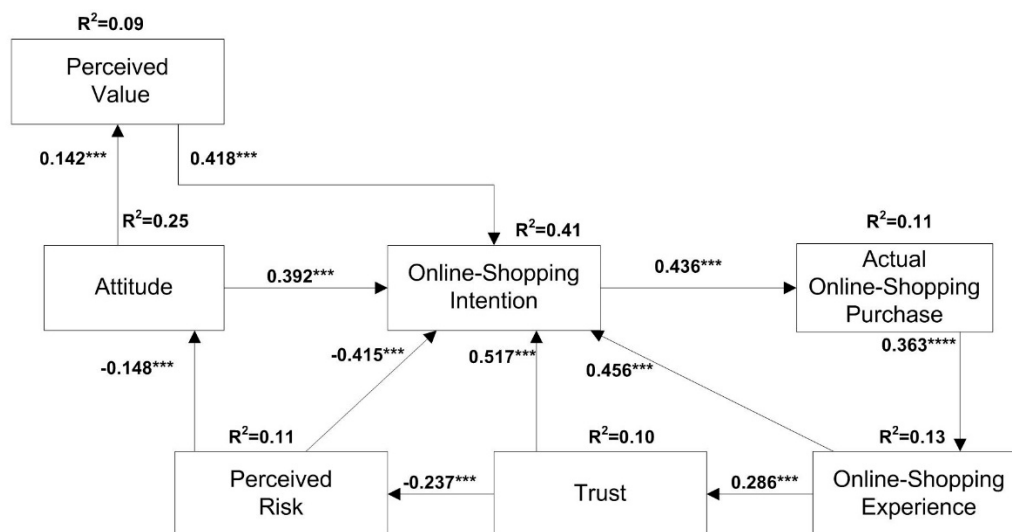 R²=0.09
Perceived
Value
0.142***
0.418***
R²=0.25
R²=0.41
R²=0.11
Attitude
0.392***
Online-Shopping
Intention
0.436***
Actual
Online-Shopping
Purchase
-0.148***
-0.415***
0.517***
0.456***
0.363****
R²=0.11
R²=0.10
R²=0.13
Perceived
Risk
-0.237***
Trust
0.286***
Online-Shopping
Experience